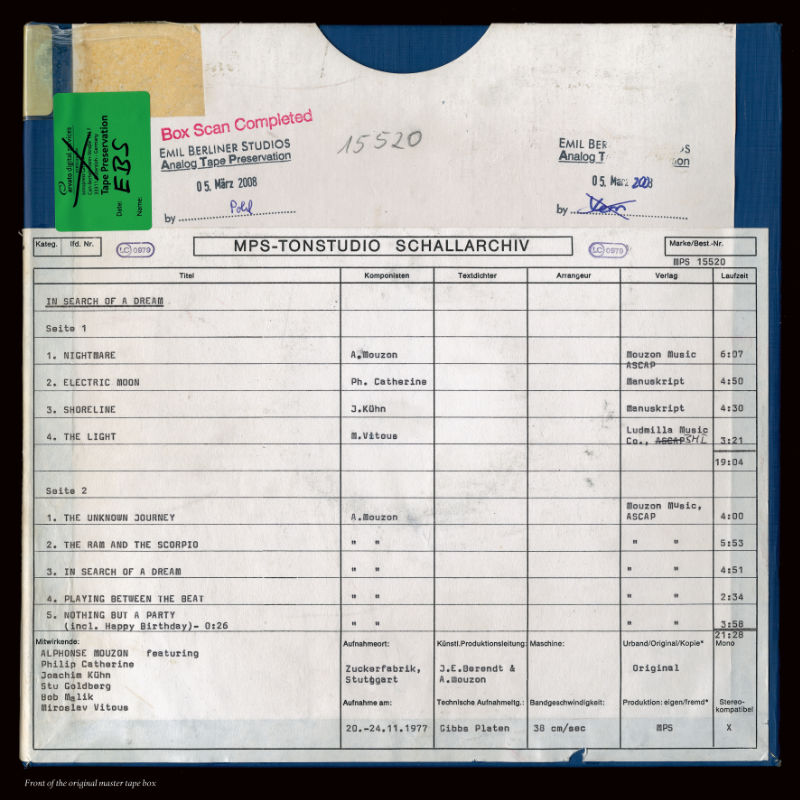 Box Scan Completed
EMIL BERLINER STUDIOS
Analog Tape Preservation
05. März 2008
by
15520
EMIL BER
Analog T
05. März 2008
by
Tape Preservation
Date: EBS
Name:
Kateg. lfd. Nr.
LC 0979
MPS-TONSTUDIO SCHALLARCHIV
LC 0979
Marke/Best.-Nr.
MPS 15520
Titel Komponisten Textdichter Arrangeur Verlag Laufzeit
IN SEARCH OF A DREAM
Seite 1
1. NIGHTMARE A.Mouzon Mouzon Music ASCAP 6:07
2. ELECTRIC MOON Ph. Catherine Manuskript 4:50
3. SHORELINE J.Kühn Manuskript 4:30
4. THE LIGHT M.Vitous Ludmilla Music Co., ASCAP BMI 3:21
19:04
Seite 2
1. THE UNKNOWN JOURNEY A.Mouzon Mouzon Music, ASCAP 4:00
2. THE RAM AND THE SCORPIO " " " " 5:53
3. IN SEARCH OF A DREAM " " " " 4:51
4. PLAYING BETWEEN THE BEAT " " " " 2:34
5. NOTHING BUT A PARTY
(incl. Happy Birthday)- 0:26 " " " " 3:58
21:28
Mitwirkende:
ALPHONSE MOUZON featuring
Philip Catherine
Joachim Kühn
Stu Goldberg
Bob Malik
Miroslav Vitous
Aufnahmeort:
Zuckerfabrik,
Stuttgart
Künstl.Produktionsleitung:
J.E.Berendt &
A.Mouzon
Maschine:
Urband/Original/Kopie*
Original
Mono
Aufnahme am:
20.-24.11.1977
Technische Aufnahmeltg.:
Gibbs Platen
Bandgeschwindigkeit:
38 cm/sec
Produktion: eigen/fremd*
MPS
Stereo-
kompatibel
X
Front of the original master tape box